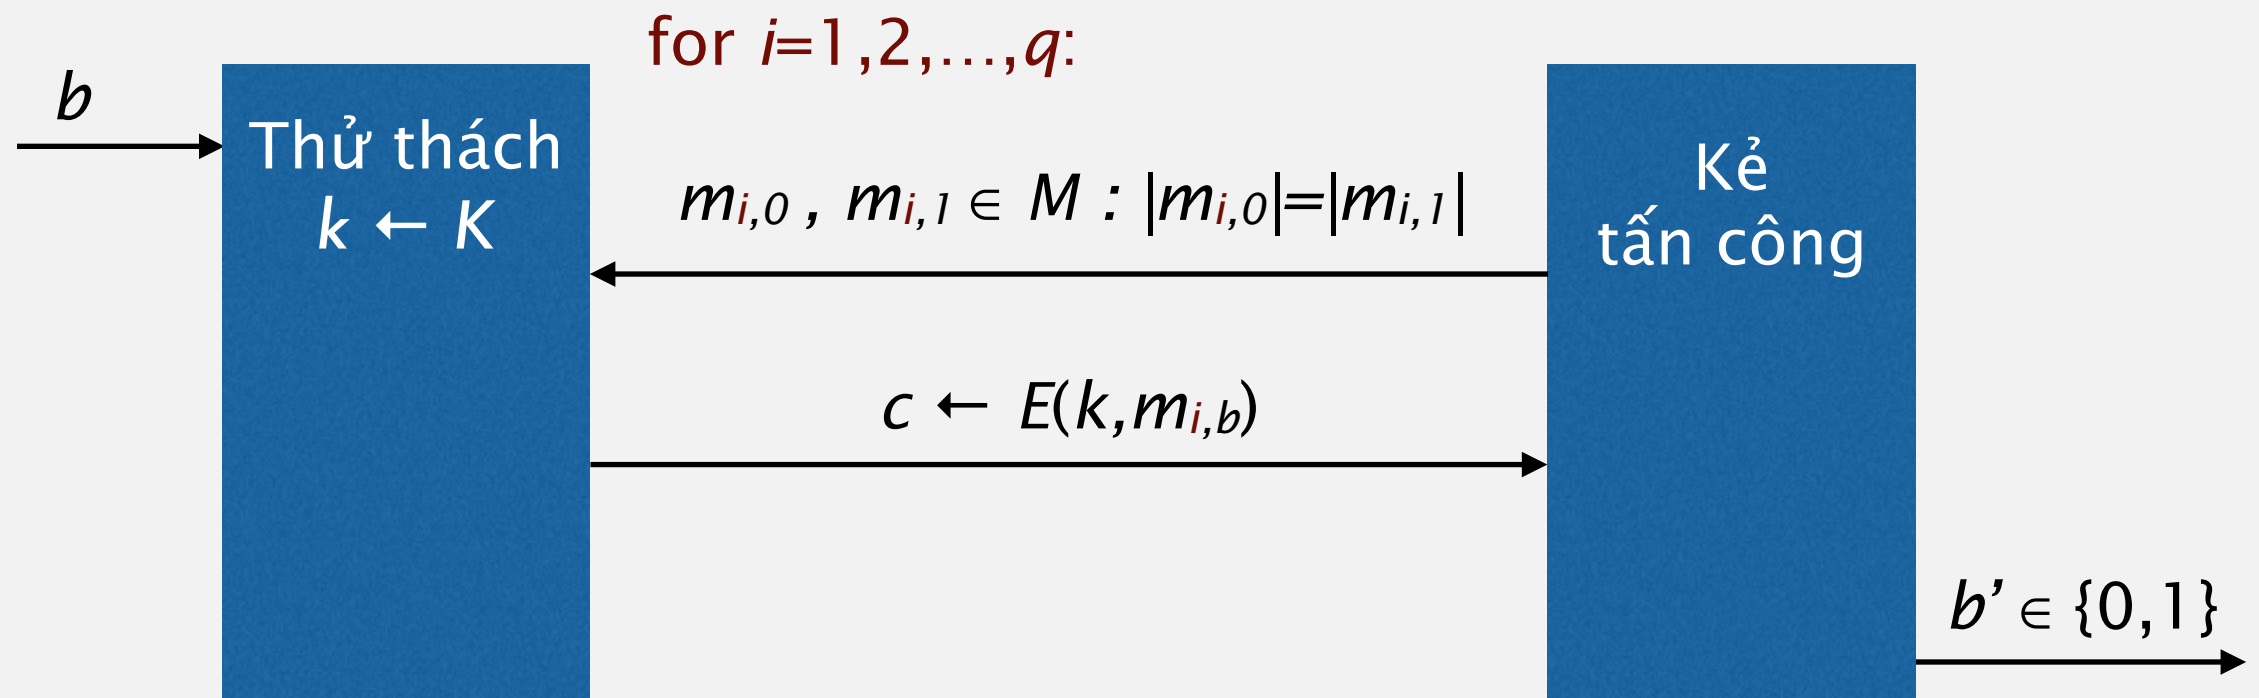 for i=1,2,...,q:
b
Thử thách
k ← K
Kẻ
tấn công
mi,0 , mi,1 ∈ M : |mi,0|=|mi,1|
c ← E(k,mi,b)
b’ ∈ {0,1}